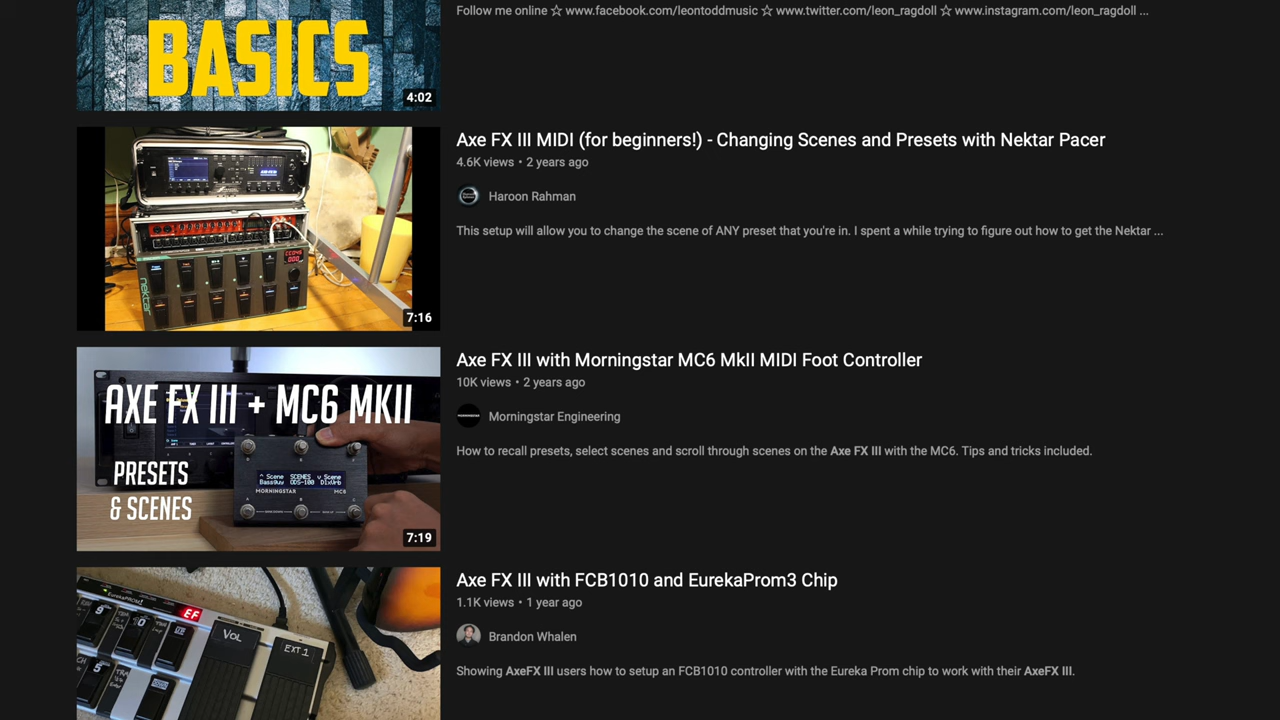 Follow me online ☆ www.facebook.com/leontoddmusic ☆ www.twitter.com/leon_ragdoll ☆ www.instagram.com/leon_ragdoll ...
BASICS
4:02
Axe FX III MIDI (for beginners!) - Changing Scenes and Presets with Nektar Pacer
4.6K views • 2 years ago
Haroon Rahman
This setup will allow you to change the scene of ANY preset that you're in. I spent a while trying to figure out how to get the Nektar ...
nektar
7:16
Axe FX III with Morningstar MC6 MkII MIDI Foot Controller
10K views • 2 years ago
Morningstar Engineering
How to recall presets, select scenes and scroll through scenes on the Axe FX III with the MC6. Tips and tricks included.
AXE FX III + MC6 MKII
PRESETS
& SCENES
^ Scene SCENES v Scene
ODS-100
MORNINGSTAR MC6
7:19
Axe FX III with FCB1010 and EurekaProm3 Chip
1.1K views • 1 year ago
Brandon Whalen
Showing AxeFX III users how to setup an FCB1010 controller with the Eureka Prom chip to work with their AxeFX III.
EF
VOL
EXT 1